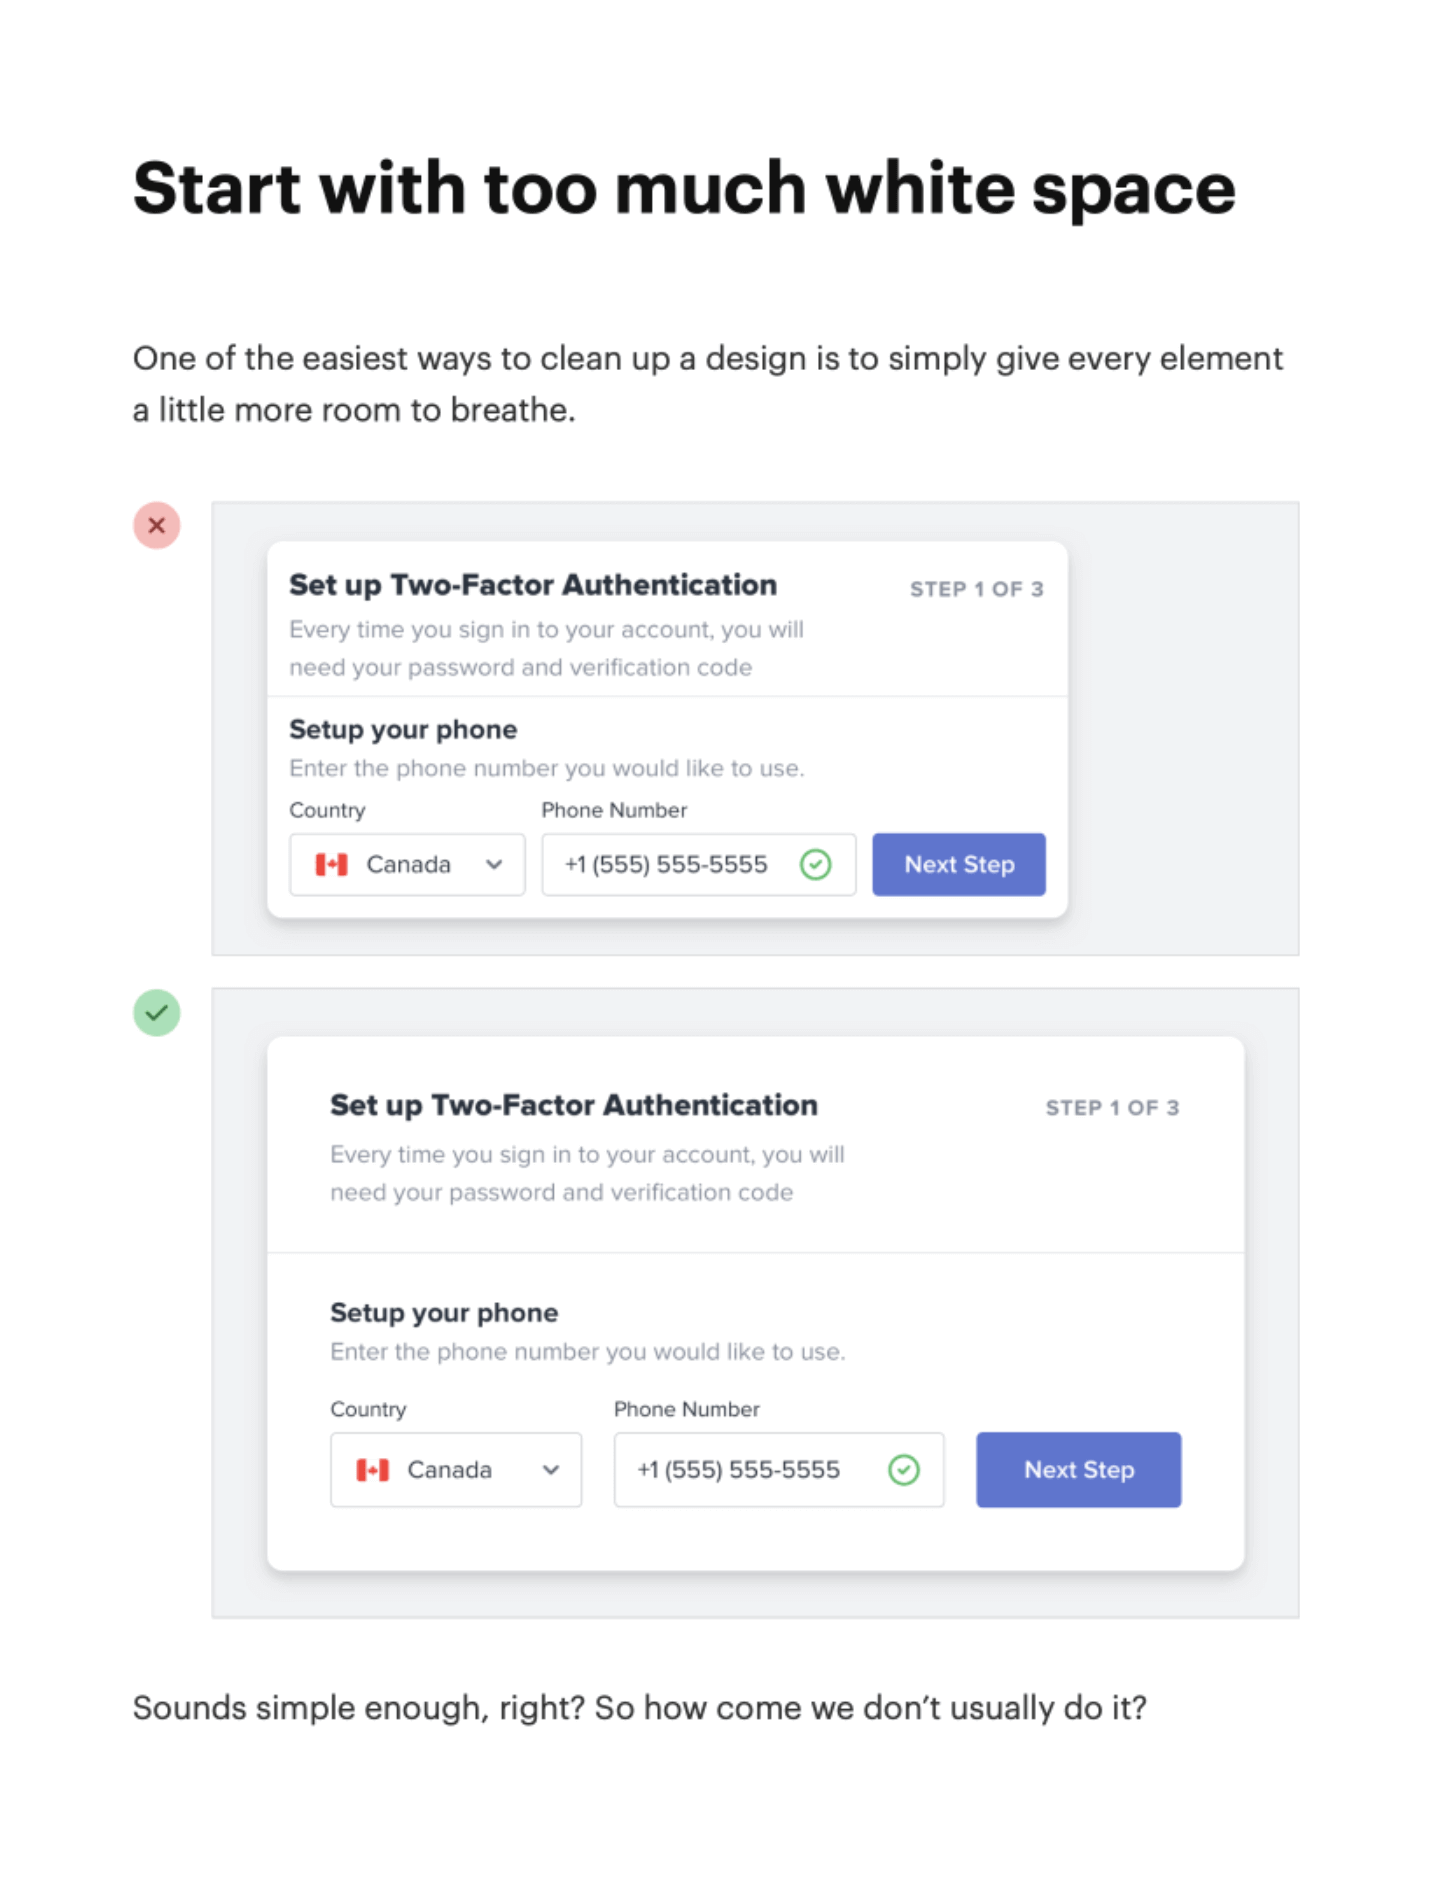 Start with too much white space
One of the easiest ways to clean up a design is to simply give every element
a little more room to breathe.
Set up Two-Factor Authentication
STEP 1 OF 3
Every time you sign in to your account, you will
need your password and verification code
Setup your phone
Enter the phone number you would like to use.
Country
Phone Number
Canada
+1 (555) 555-5555
Next Step
Set up Two-Factor Authentication
STEP 1 OF 3
Every time you sign in to your account, you will
need your password and verification code
Setup your phone
Enter the phone number you would like to use.
Country
Phone Number
Canada
+1 (555) 555-5555
Next Step
Sounds simple enough, right? So how come we don’t usually do it?